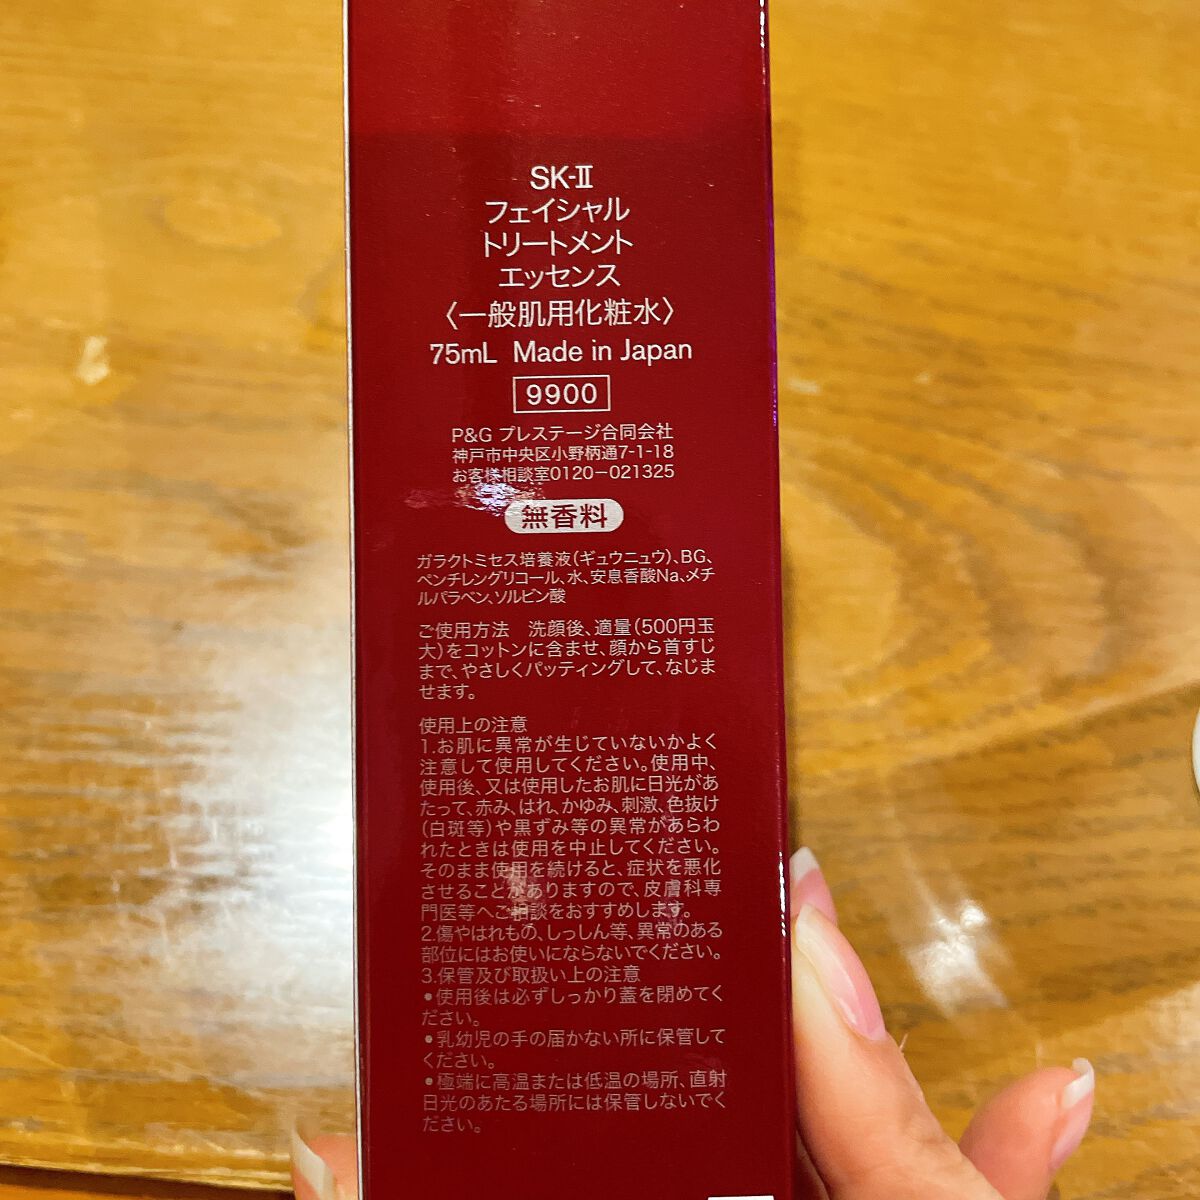 SK-Ⅱ
フェイシャル
トリートメント
エッセンス
〈一般肌用化粧水〉
75mL Made in Japan
9900
P&G プレステージ合同会社
神戸市中央区小野柄通7-1-18
お客様相談室0120-021325
無香料
ガラクトミセス培養液(ギュウニュウ)、BG、
ペンチレングリコール、水、安息香酸Na、メチ
ルパラベン、ソルビン酸
ご使用方法 洗顔後、適量(500円玉
大)をコットンに含ませ、顔から首すじ
まで、やさしくパッティングして、なじま
せます。
使用上の注意
1.お肌に異常が生じていないかよく
注意して使用してください。使用中、
使用後、又は使用したお肌に日光があ
たって、赤み、はれ、かゆみ、刺激、色抜け
(白斑等)や黒ずみ等の異常があらわ
れたときは使用を中止してください。
そのまま使用を続けると、症状を悪化
させることがありますので、皮膚科専
門医等へご相談をおすすめします。
2.傷やはれもの、しっしん等、異常のある
部位にはお使いにならないでください。
3.保管及び取扱い上の注意
•使用後は必ずしっかり蓋を閉めてく
ださい。
•乳幼児の手の届かない所に保管して
ください。
•極端に高温または低温の場所、直射
日光のあたる場所には保管しないでく
ださい。